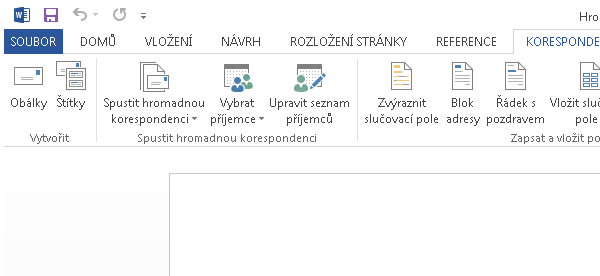 Hro
SOUBOR DOMŮ VLOŽENÍ NÁVRH ROZLOŽENÍ STRÁNKY REFERENCE KORESPONDE
Obálky Štítky Spustit hromadnou Vybrat Upravit seznam Zvýraznit Blok Řádek s Vložit sluč
korespondenci příjemce příjemců slučovací pole adresy pozdravem pole
Vytvořit Spustit hromadnou korespondenci Zapsat a vložit po